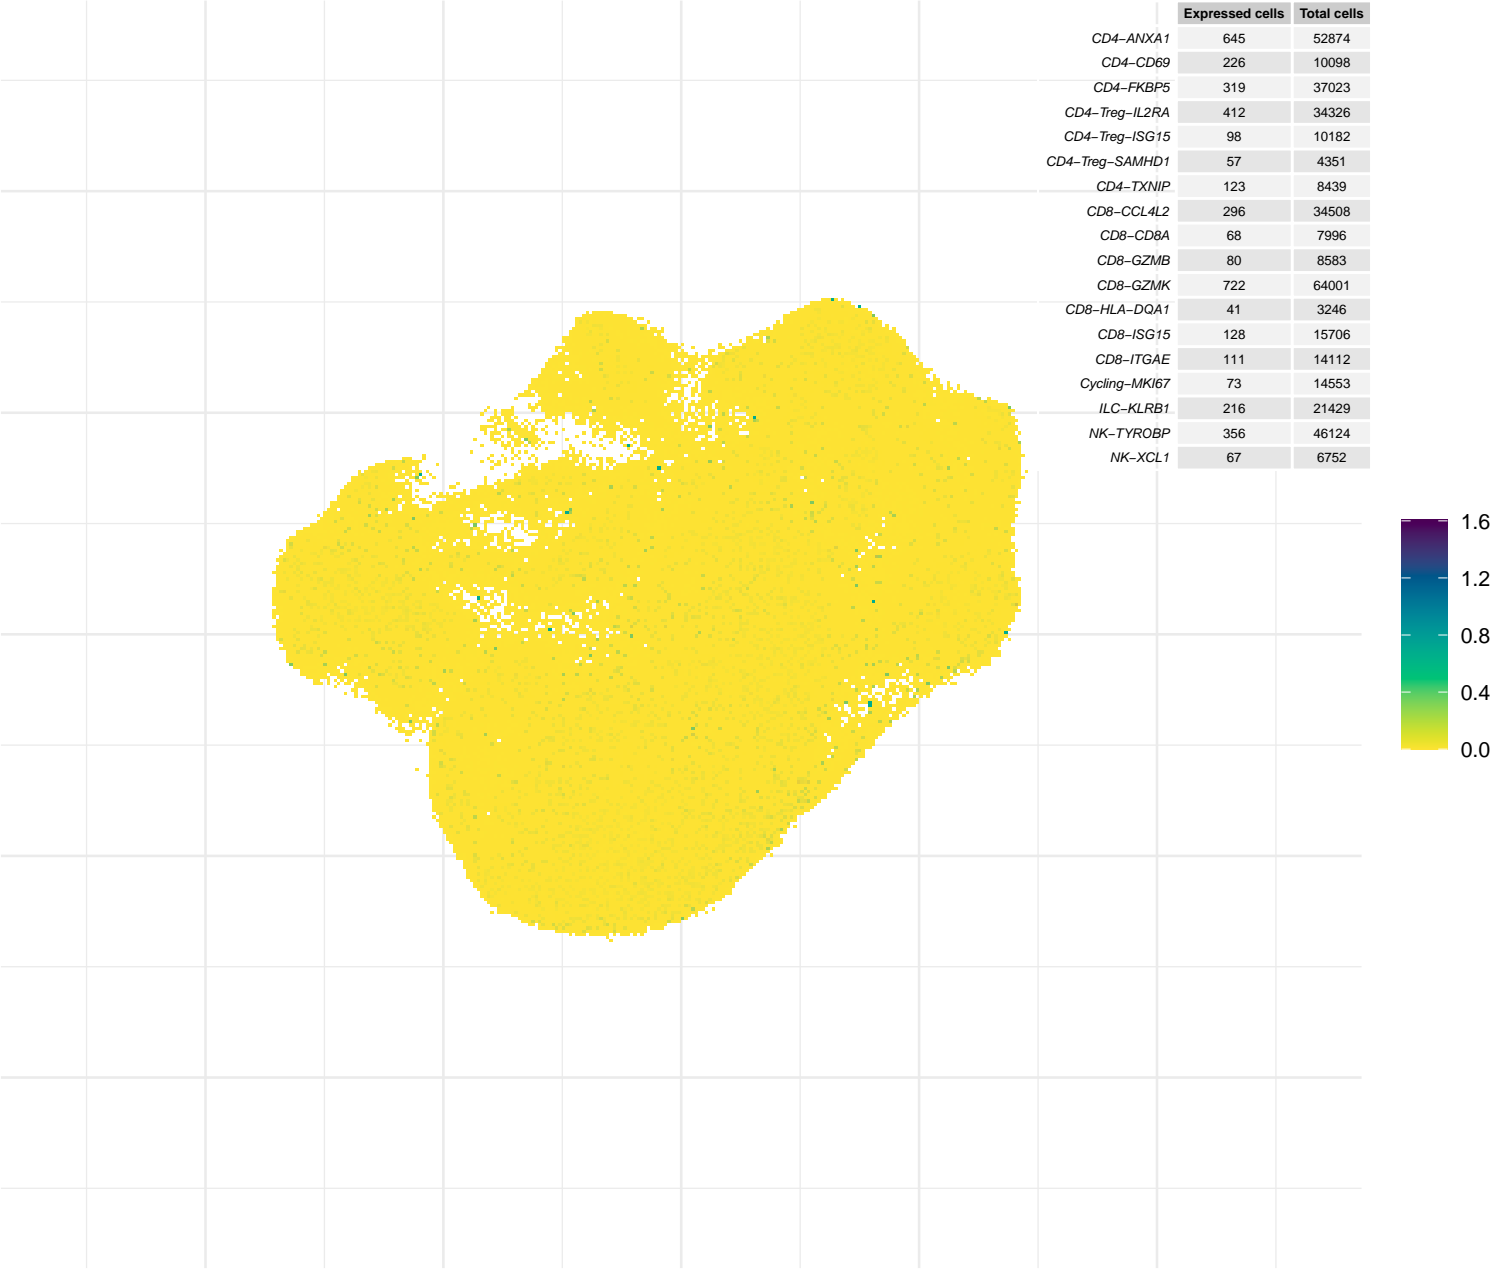 Expressed cells Total cells
CD4−ANXA1 645 52874
CD4−CD69 226 10098
CD4−FKBP5 319 37023
CD4−Treg−IL2RA 412 34326
CD4−Treg−ISG15 98 10182
CD4−Treg−SAMHD1 57 4351
CD4−TXNIP 123 8439
CD8−CCL4L2 296 34508
CD8−CD8A 68 7996
CD8−GZMB 80 8583
CD8−GZMK 722 64001
CD8−HLA−DQA1 41 3246
CD8−ISG15 128 15706
CD8−ITGAE 111 14112
Cycling−MKI67 73 14553
ILC−KLRB1 216 21429
NK−TYROBP 356 46124
NK−XCL1 67 6752
1.6
1.2
0.8
0.4
0.0